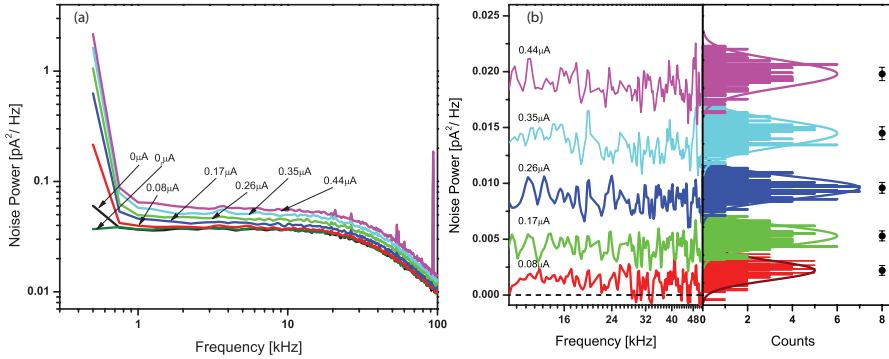 (a)
Noise Power [pA²/ Hz]
1
0.1
0.01
0µA
0µA
0.08µA
0.17µA
0.26µA
0.35µA
0.44µA
1
10
100
Frequency [kHz]
(b)
Noise Power [pA²/ Hz]
0.025
0.020
0.015
0.010
0.005
0.000
0.44µA
0.35µA
0.26µA
0.17µA
0.08µA
16
24
32
40
48
Frequency [kHz]
0
2
4
6
8
Counts